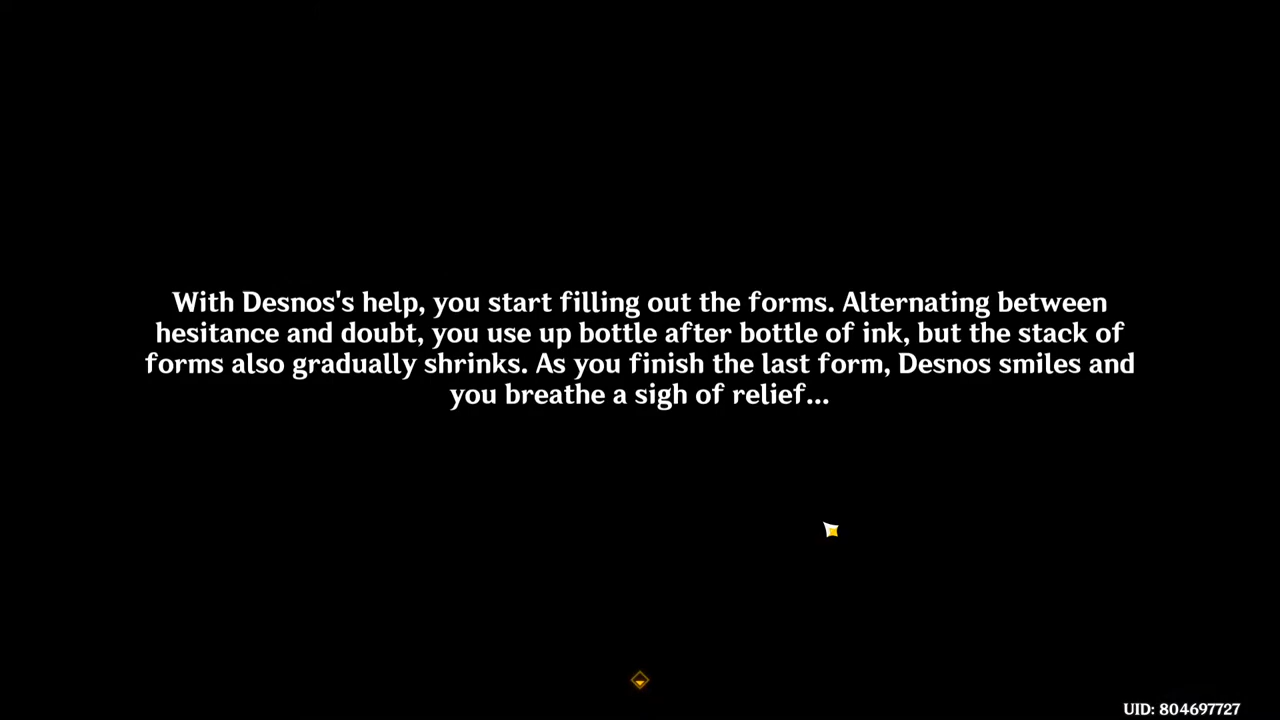 With Desnos's help, you start filling out the forms. Alternating between
hesitance and doubt, you use up bottle after bottle of ink, but the stack of
forms also gradually shrinks. As you finish the last form, Desnos smiles and
you breathe a sigh of relief...
UID: 804697727